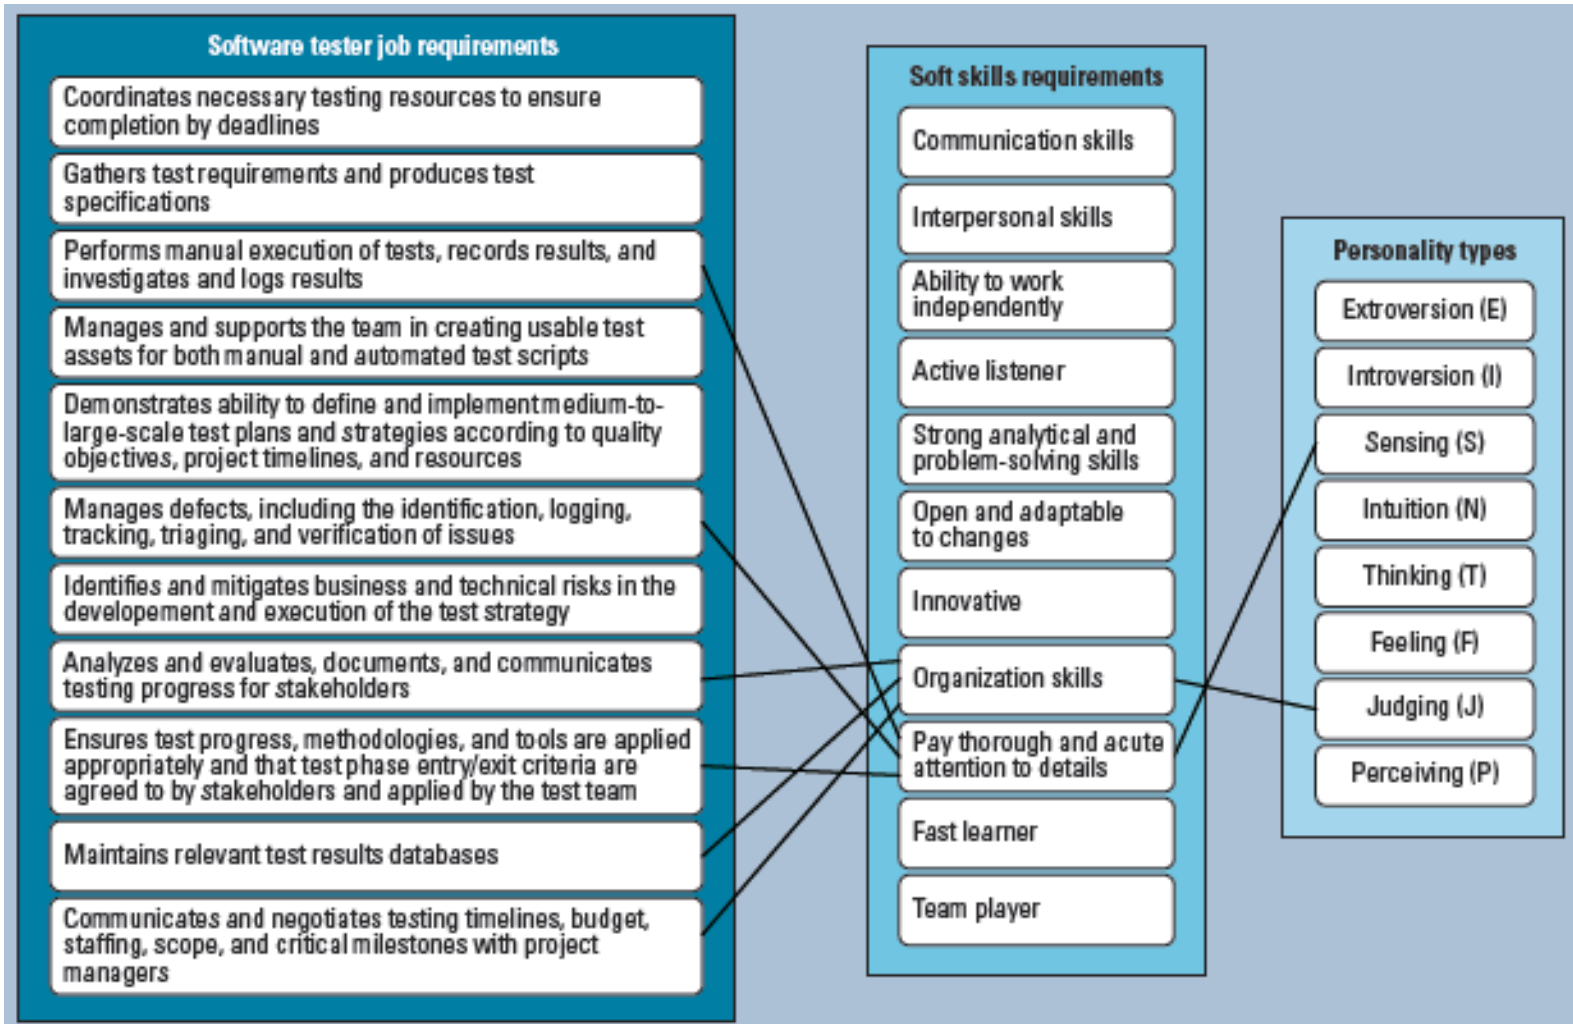 Software tester job requirements
Coordinates necessary testing resources to ensure
completion by deadlines
Gathers test requirements and produces test
specifications
Performs manual execution of tests, records results, and
investigates and logs results
Manages and supports the team in creating usable test
assets for both manual and automated test scripts
Demonstrates ability to define and implement medium-to-
large-scale test plans and strategies according to quality
objectives, project timelines, and resources
Manages defects, including the identification, logging,
tracking, triaging, and verification of issues
Identifies and mitigates business and technical risks in the
developement and execution of the test strategy
Analyzes and evaluates, documents, and communicates
testing progress for stakeholders
Ensures test progress, methodologies, and tools are applied
appropriately and that test phase entry/exit criteria are
agreed to by stakeholders and applied by the test team
Maintains relevant test results databases
Communicates and negotiates testing timelines, budget,
staffing, scope, and critical milestones with project
managers
Soft skills requirements
Communication skills
Interpersonal skills
Ability to work
independently
Active listener
Strong analytical and
problem-solving skills
Open and adaptable
to changes
Innovative
Organization skills
Pay thorough and acute
attention to details
Fast learner
Team player
Personality types
Extroversion (E)
Introversion (I)
Sensing (S)
Intuition (N)
Thinking (T)
Feeling (F)
Judging (J)
Perceiving (P)